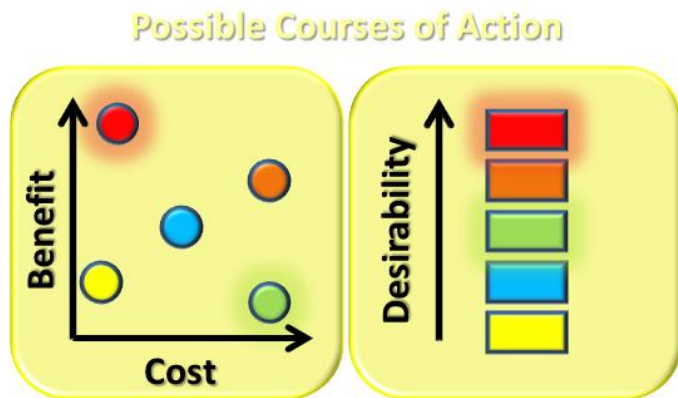 Possible Courses of Action
Benefit
Cost
Desirability